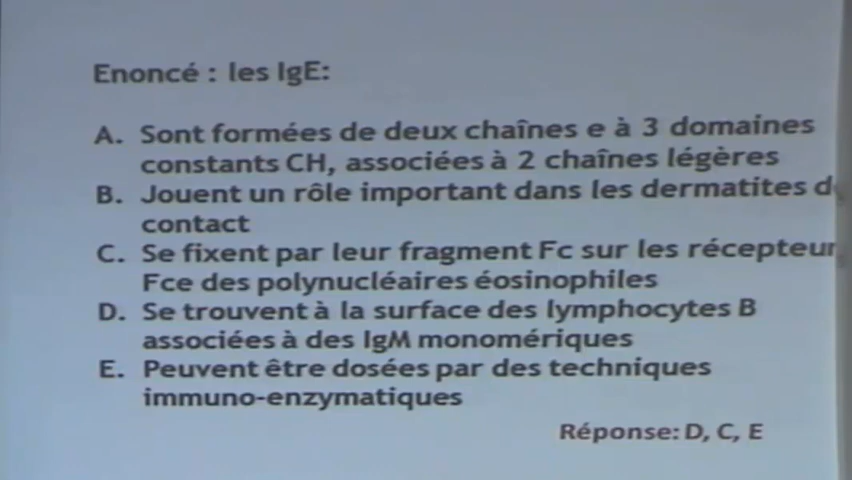 Enoncé : les IgE:
A. Sont formées de deux chaînes e à 3 domaines
constants CH, associées à 2 chaînes légères
B. Jouent un rôle important dans les dermatites d
contact
C. Se fixent par leur fragment Fc sur les récepteur
Fce des polynucléaires éosinophiles
D. Se trouvent à la surface des lymphocytes B
associées à des IgM monomériques
E. Peuvent être dosées par des techniques
immuno-enzymatiques
Réponse: D, C, E